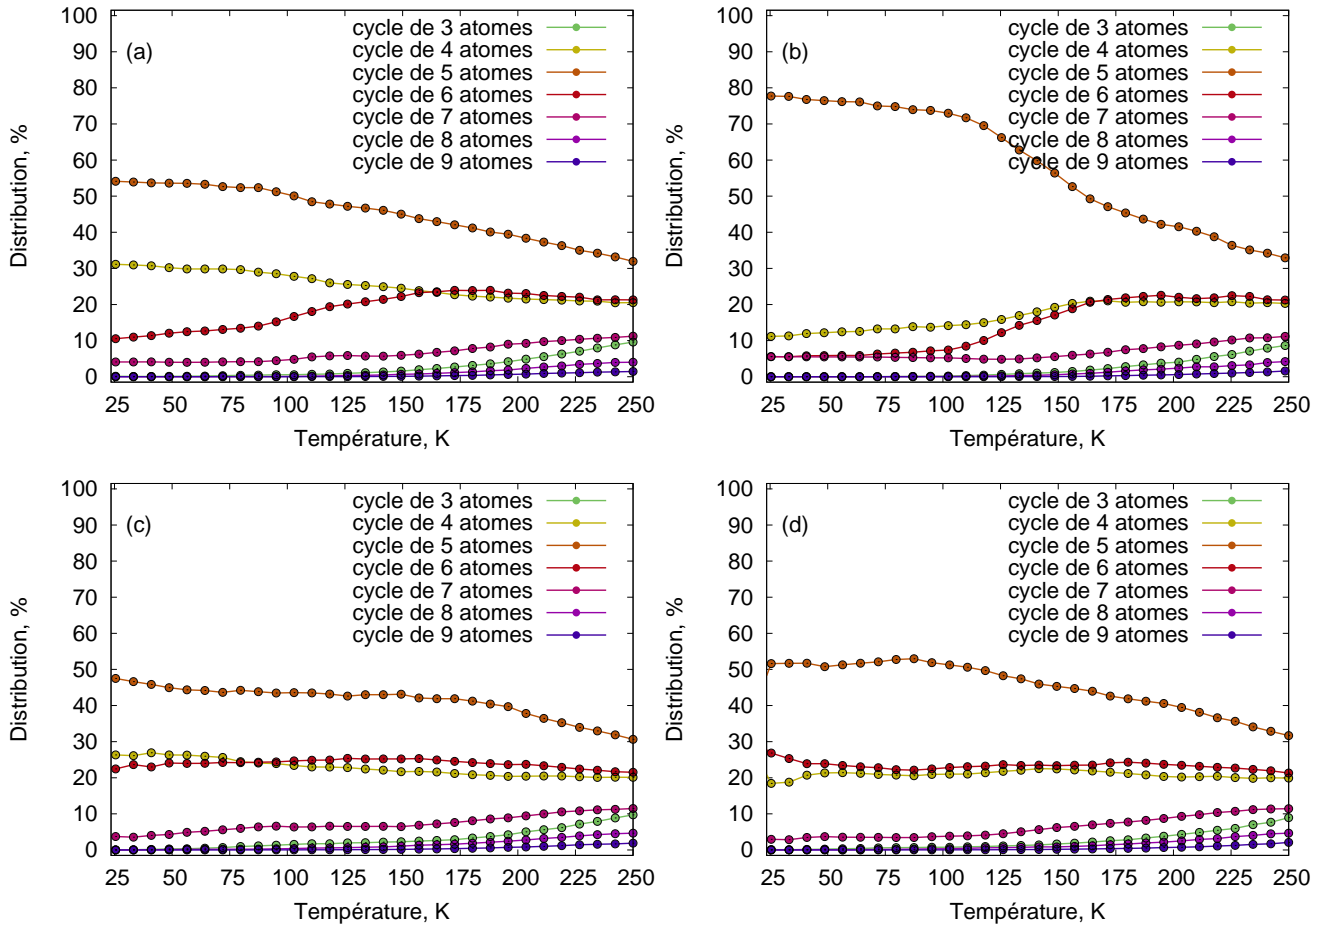 100
90
80
70
60
50
40
30
20
10
0
Distribution, %
(a)
cycle de 3 atomes
cycle de 4 atomes
cycle de 5 atomes
cycle de 6 atomes
cycle de 7 atomes
cycle de 8 atomes
cycle de 9 atomes
25 50 75 100 125 150 175 200 225 250
Température, K
100
90
80
70
60
50
40
30
20
10
0
Distribution, %
(b)
cycle de 3 atomes
cycle de 4 atomes
cycle de 5 atomes
cycle de 6 atomes
cycle de 7 atomes
cycle de 8 atomes
cycle de 9 atomes
25 50 75 100 125 150 175 200 225 250
Température, K
100
90
80
70
60
50
40
30
20
10
0
Distribution, %
(c)
cycle de 3 atomes
cycle de 4 atomes
cycle de 5 atomes
cycle de 6 atomes
cycle de 7 atomes
cycle de 8 atomes
cycle de 9 atomes
25 50 75 100 125 150 175 200 225 250
Température, K
100
90
80
70
60
50
40
30
20
10
0
Distribution, %
(d)
cycle de 3 atomes
cycle de 4 atomes
cycle de 5 atomes
cycle de 6 atomes
cycle de 7 atomes
cycle de 8 atomes
cycle de 9 atomes
25 50 75 100 125 150 175 200 225 250
Température, K